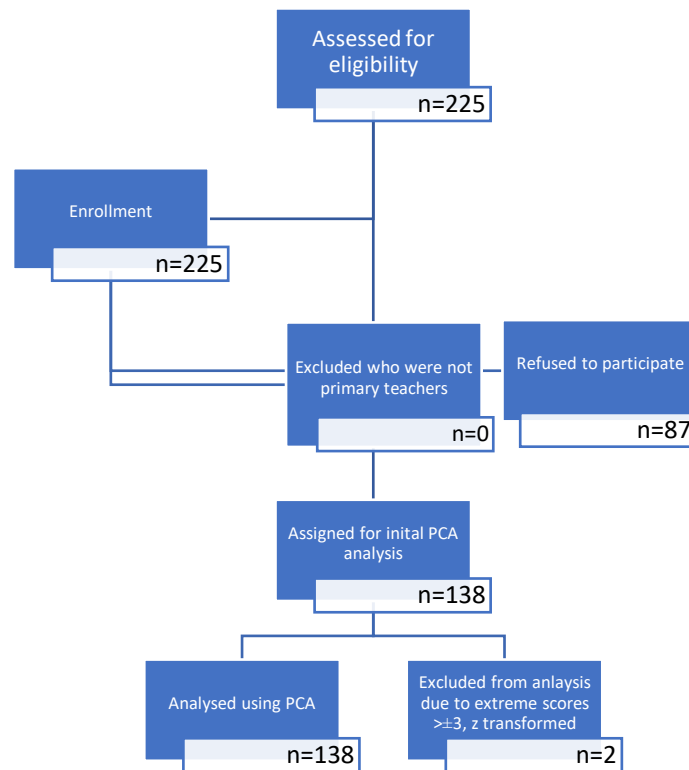 Assessed for
eligibility
n=225
Enrollment
n=225
Excluded who were not
primary teachers
n=0
Refused to participate
n=87
Assigned for inital PCA
analysis
n=138
Analysed using PCA
n=138
Excluded from anlaysis
due to extreme scores
>±3, z transformed
n=2